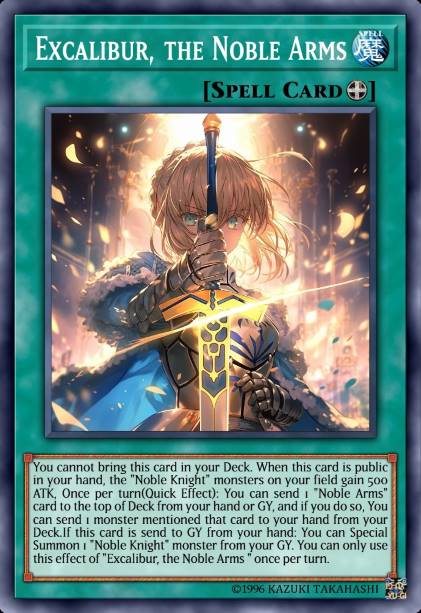 EXCALIBUR, THE NOBLE ARMS
SPELL
魔
[SPELL CARD]
You cannot bring this card in your Deck. When this card is public
in your hand, the "Noble Knight" monsters on your field gain 500
ATK, Once per turn(Quick Effect): You can send 1 "Noble Arms"
card to the top of Deck from your hand or GY, and if you do so, You
can send 1 monster mentioned that card to your hand from your
Deck.If this card is send to GY from your hand: You can Special
Summon 1 "Noble Knight" monster from your GY. You can only use
this effect of "Excalibur, the Noble Arms " once per turn.
©1996 KAZUKI TAKAHASHI